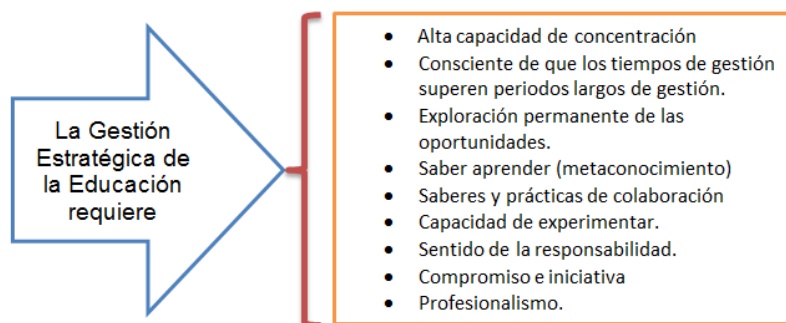 La Gestión
Estratégica de
la Educación
requiere
• Alta capacidad de concentración
• Consciente de que los tiempos de gestión
superen periodos largos de gestión.
• Exploración permanente de las
oportunidades.
• Saber aprender (metaconocimiento)
• Saberes y prácticas de colaboración
• Capacidad de experimentar.
• Sentido de la responsabilidad.
• Compromiso e iniciativa
• Profesionalismo.